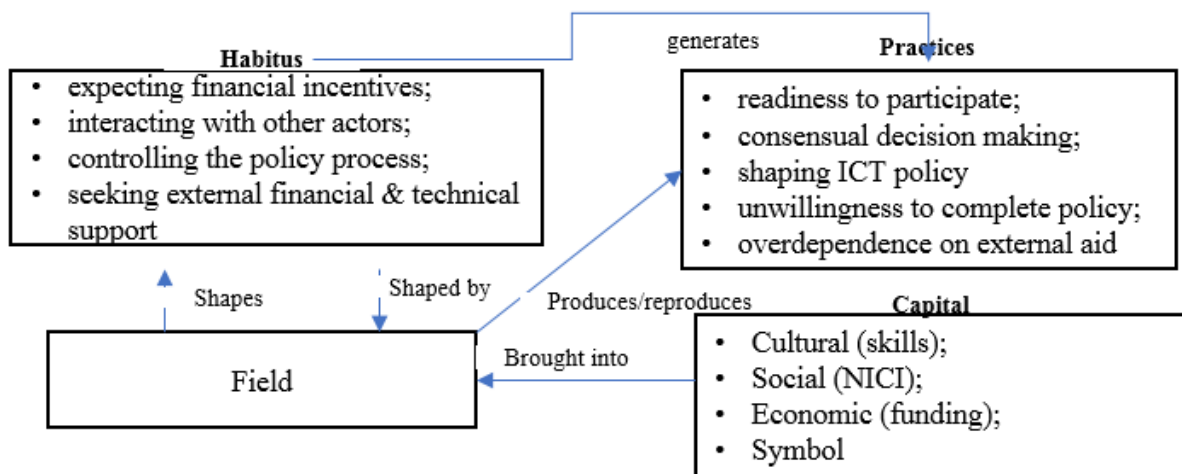 generates
Habitus
Practices
• expecting financial incentives;
• interacting with other actors;
• controlling the policy process;
• seeking external financial & technical
support
• readiness to participate;
• consensual decision making;
• shaping ICT policy
• unwillingness to complete policy;
• overdependence on external aid
Shapes
Shaped by
Produces/reproduces
Capital
Brought into
Field
• Cultural (skills);
• Social (NICI);
• Economic (funding);
• Symbol